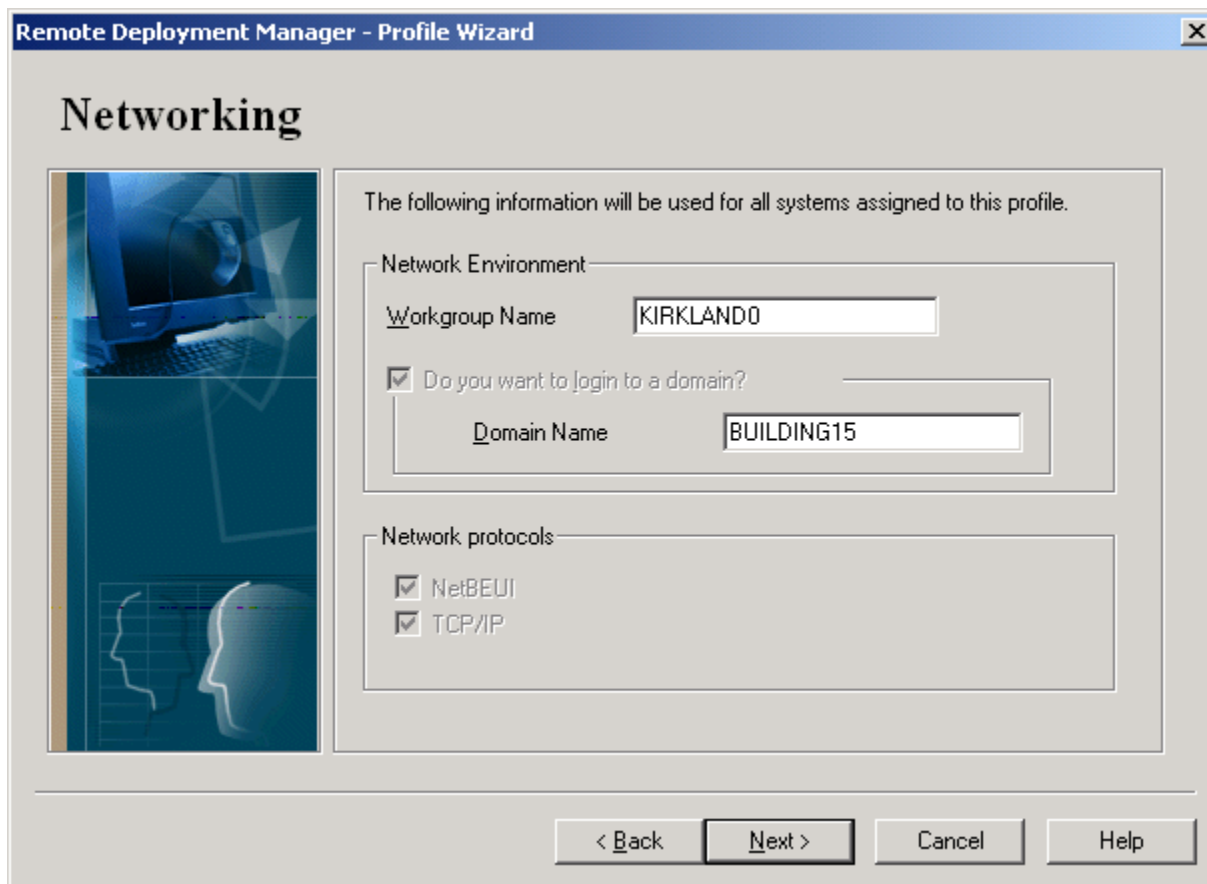 Remote Deployment Manager - Profile Wizard
Networking
The following information will be used for all systems assigned to this profile.
Network Environment
Workgroup Name KIRKLAND0
Do you want to login to a domain?
Domain Name BUILDING15
Network protocols
NetBEUI
TCP/IP
< Back Next > Cancel Help